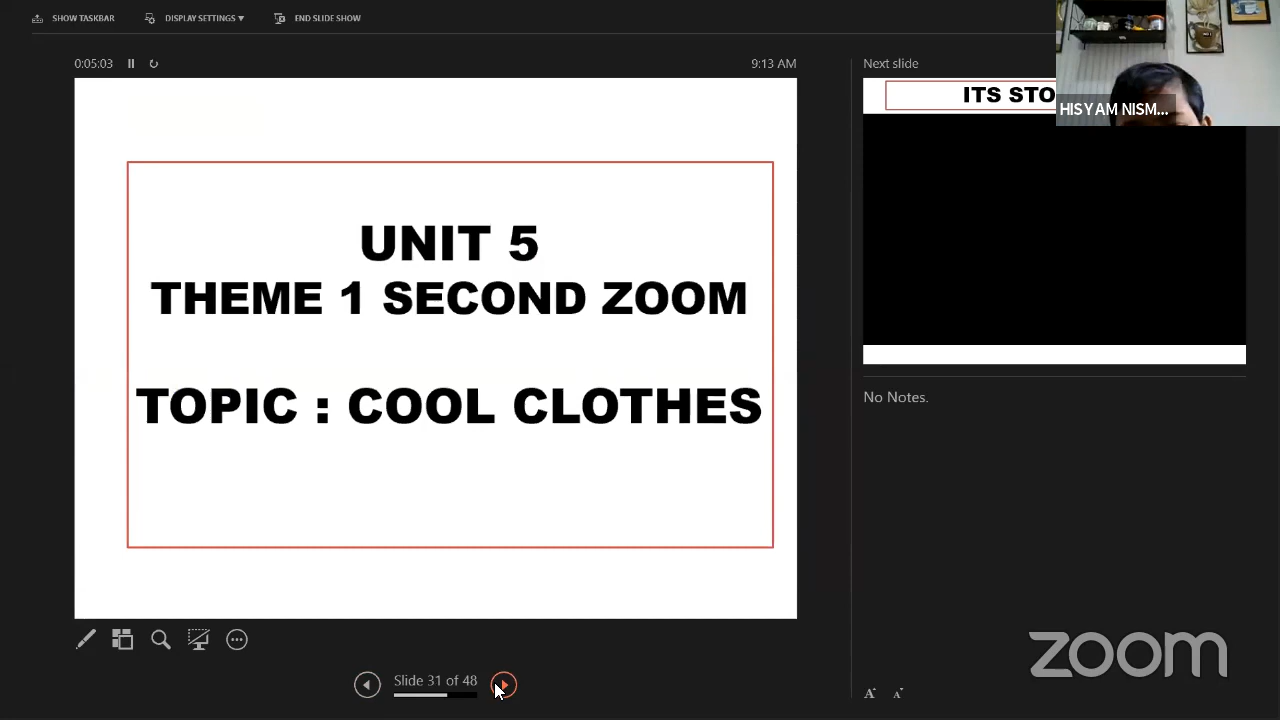 SHOW TASKBAR
DISPLAY SETTINGS ▼
END SLIDE SHOW
0:05:03
9:13 AM
UNIT 5
THEME 1 SECOND ZOOM
TOPIC : COOL CLOTHES
Slide 31 of 48
Next slide
ITS STO
HISYAM NISM...
No Notes.
A A
zoom